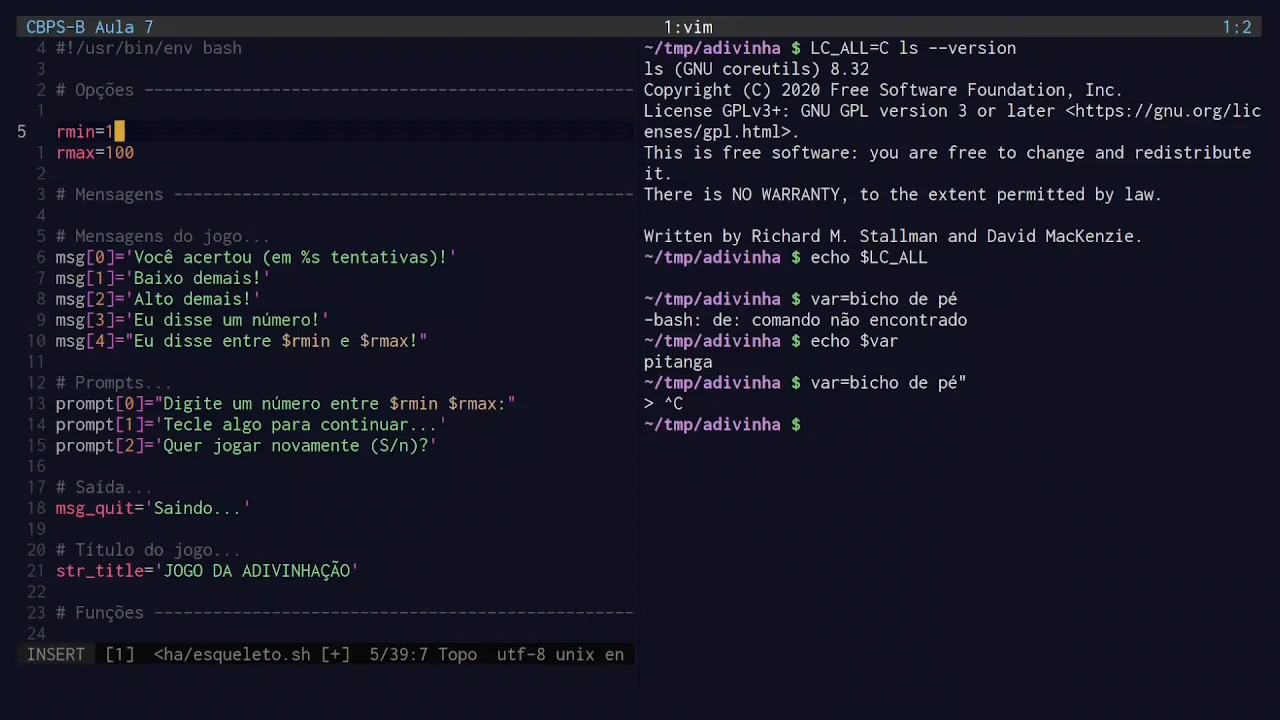 CBPS-B Aula 7 1:vim 1:2
4 #!/usr/bin/env bash
3
2 # Opções --------------------------------------------------
1
5 rmin=1
1 rmax=100
2
3 # Mensagens -----------------------------------------------
4
5 # Mensagens do jogo...
6 msg[0]='Você acertou (em %s tentativas)!'
7 msg[1]='Baixo demais!'
8 msg[2]='Alto demais!'
9 msg[3]='Eu disse um número!'
10 msg[4]="Eu disse entre $rmin e $rmax!"
11
12 # Prompts...
13 prompt[0]="Digite um número entre $rmin $rmax:"
14 prompt[1]='Tecle algo para continuar...'
15 prompt[2]='Quer jogar novamente (S/n)?'
16
17 # Saída...
18 msg_quit='Saindo...'
19
20 # Título do jogo...
21 str_title='JOGO DA ADIVINHAÇÃO'
22
23 # Funções -------------------------------------------------
24
INSERT [1] <ha/esqueleto.sh [+] 5/39:7 Topo utf-8 unix en
~/tmp/adivinha $ LC_ALL=C ls --version
ls (GNU coreutils) 8.32
Copyright (C) 2020 Free Software Foundation, Inc.
License GPLv3+: GNU GPL version 3 or later <https://gnu.org/lic
enses/gpl.html>.
This is free software: you are free to change and redistribute
it.
There is NO WARRANTY, to the extent permitted by law.
Written by Richard M. Stallman and David MacKenzie.
~/tmp/adivinha $ echo $LC_ALL
~/tmp/adivinha $ var=bicho de pé
-bash: de: comando não encontrado
~/tmp/adivinha $ echo $var
pitanga
~/tmp/adivinha $ var=bicho de pé"
> ^C
~/tmp/adivinha $